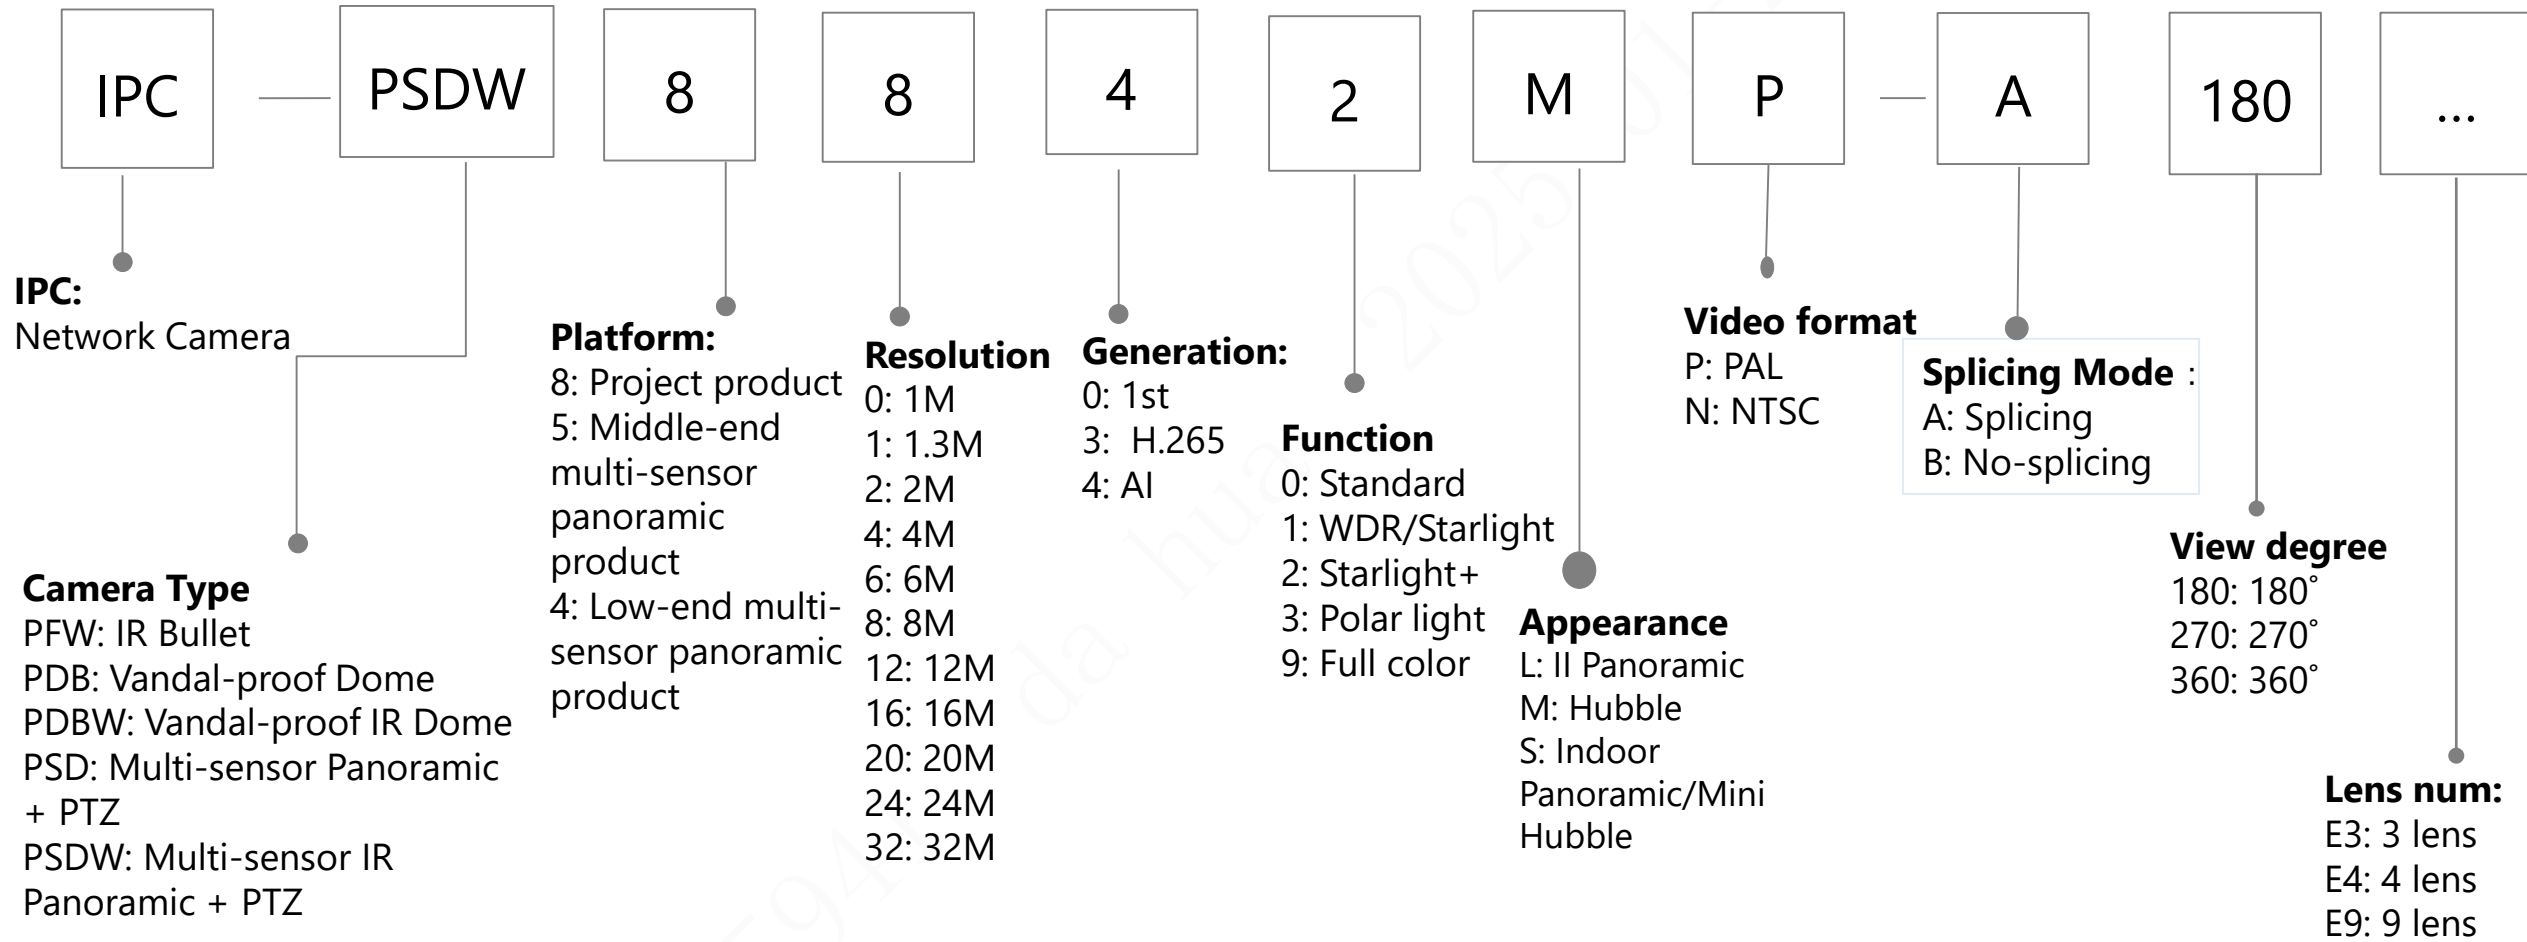 IPC
PSDW
8
8
4
2
M
P
A
180
...
IPC:
Network Camera
Camera Type
PFW: IR Bullet
PDB: Vandal-proof Dome
PDBW: Vandal-proof IR Dome
PSD: Multi-sensor Panoramic
+ PTZ
PSDW: Multi-sensor IR
Panoramic + PTZ
Platform:
8: Project product
5: Middle-end
multi-sensor
panoramic
product
4: Low-end multi-
sensor panoramic
product
Resolution
0: 1M
1: 1.3M
2: 2M
4: 4M
6: 6M
8: 8M
12: 12M
16: 16M
20: 20M
24: 24M
32: 32M
Generation:
0: 1st
3: H.265
4: AI
Function
0: Standard
1: WDR/Starlight
2: Starlight+
3: Polar light
9: Full color
Appearance
L: II Panoramic
M: Hubble
S: Indoor
Panoramic/Mini
Hubble
Video format
P: PAL
N: NTSC
Splicing Mode :
A: Splicing
B: No-splicing
View degree
180: 180°
270: 270°
360: 360°
Lens num:
E3: 3 lens
E4: 4 lens
E9: 9 lens